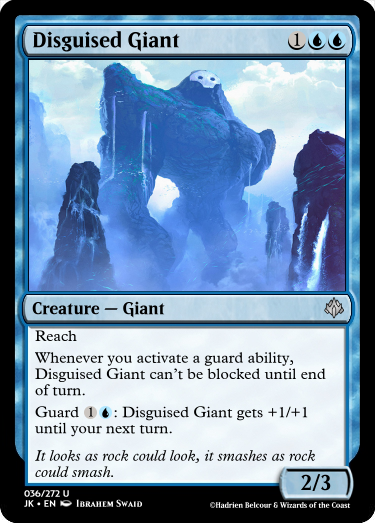 Disguised Giant 1
Creature — Giant
Reach
Whenever you activate a guard ability,
Disguised Giant can't be blocked until end
of turn.
Guard 1 : Disguised Giant gets +1/+1
until your next turn.
It looks as rock could look, it smashes as rock
could smash.
2/3
036/272 U
JK • EN Ibrahem Swaid
©Hadrien Belcour & Wizards of the Coast